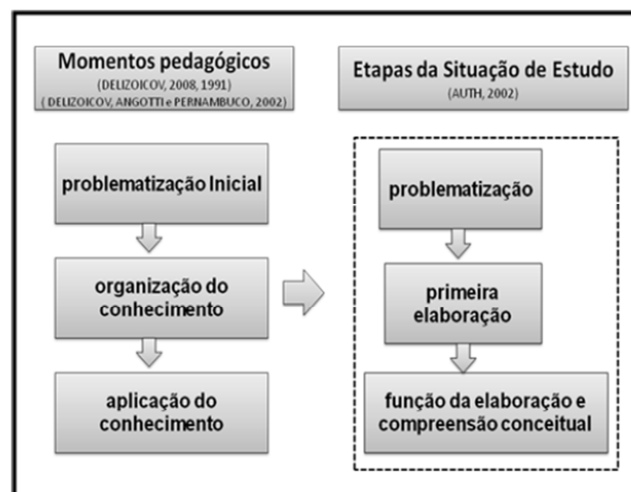 Momentos pedagógicos
(DELIZOICOV, 2008, 1991)
( DELIZOICOV, ANGOTTI e PERNAMBUCO, 2002)
problematização Inicial
organização do
conhecimento
aplicação do
conhecimento
Etapas da Situação de Estudo
(AUTH, 2002)
problematização
primeira
elaboração
função da elaboração e
compreensão conceitual